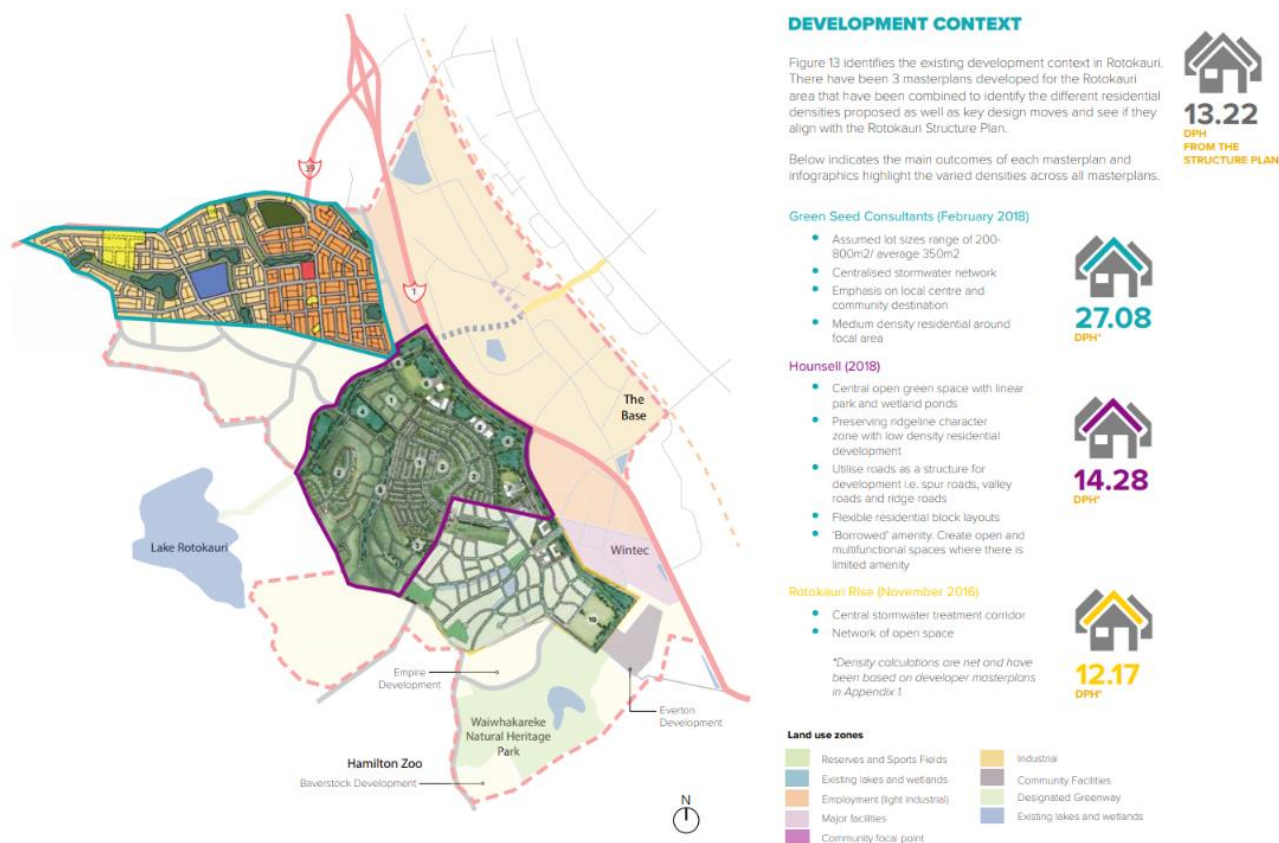 DEVELOPMENT CONTEXT
Figure 13 identifies the existing development context in Rotokauri.
There have been 3 masterplans developed for the Rotokauri
area that have been combined to identify the different residential
densities proposed as well as key design moves and see if they
align with the Rotokauri Structure Plan.
Below indicates the main outcomes of each masterplan and
infographics highlight the varied densities across all masterplans.
13.22
DPH
FROM THE
STRUCTURE PLAN
Green Seed Consultants (February 2018)
Assumed lot sizes range of 200-
800m2/ average 350m2
Centralised stormwater network
Emphasis on local centre and
community destination
Medium density residential around
focal area
27.08
DPH*
Hounsell (2018)
Central open green space with linear
park and wetland ponds
Preserving ridgeline character
zone with low density residential
development
Utilise roads as a structure for
development i.e. spur roads, valley
roads and ridge roads
Flexible residential block layouts
'Borrowed' amenity. Create open and
multifunctional spaces where there is
limited amenity
14.28
DPH*
Rotokauri Rise (November 2016)
Central stormwater treatment corridor
Network of open space
*Density calculations are net and have
been based on developer masterplans
in Appendix 1.
12.17
DPH*
Land use zones
Reserves and Sports Fields
Existing lakes and wetlands
Employment (light industrial)
Major facilities
Community focal point
Industrial
Community Facilities
Designated Greenway
Existing lakes and wetlands
39
1
The
Base
Lake Rotokauri
Wintec
10
Empire
Development
Everton
Development
Waiwhakareke
Natural Heritage
Park
Hamilton Zoo
Baverstock Development
N